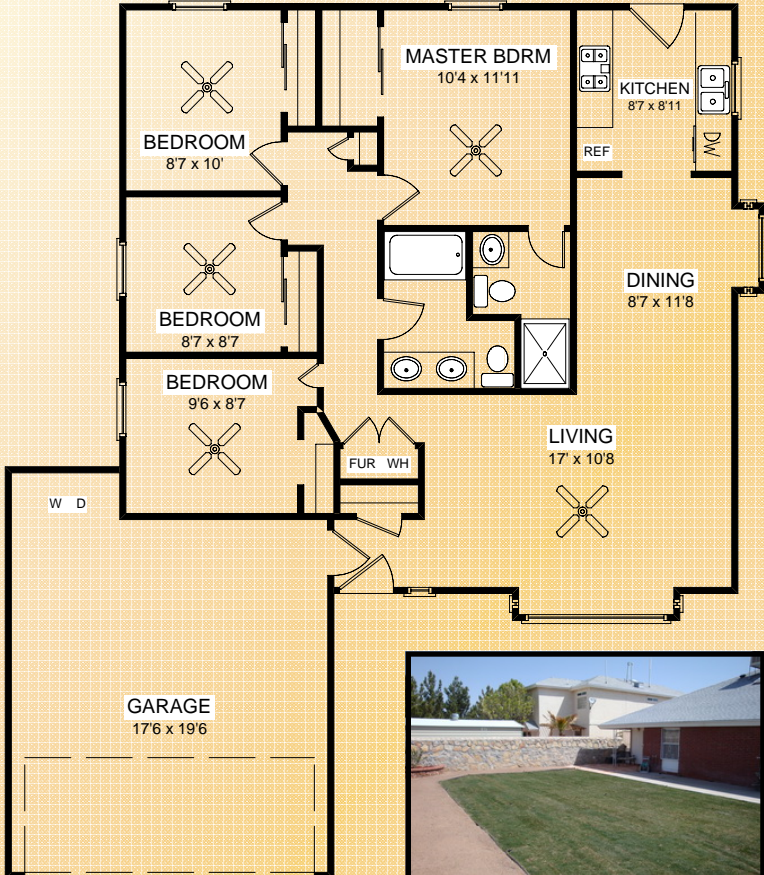 MASTER BDRM
10'4 x 11'11
KITCHEN
8'7 x 8'11
BEDROOM
8'7 x 10'
REF
DW
DINING
8'7 x 11'8
BEDROOM
8'7 x 8'7
BEDROOM
9'6 x 8'7
LIVING
17' x 10'8
FUR WH
W D
GARAGE
17'6 x 19'6